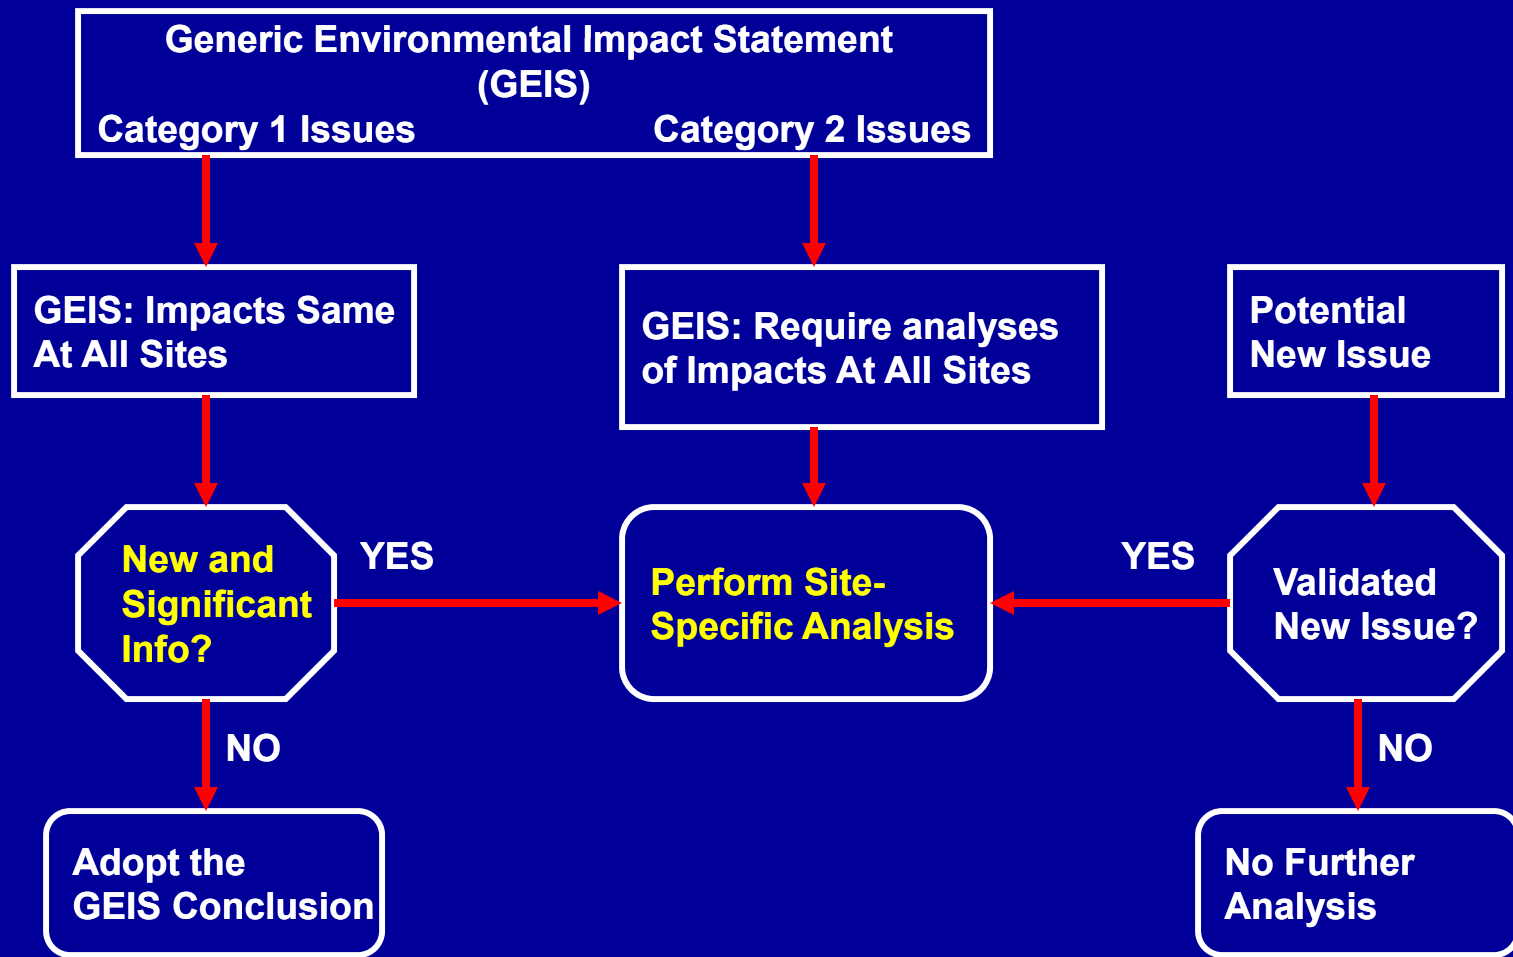 Generic Environmental Impact Statement
(GEIS)
Category 1 Issues
Category 2 Issues
GEIS: Impacts Same
At All Sites
GEIS: Require analyses
of Impacts At All Sites
Potential
New Issue
New and
Significant
Info?
YES
Perform Site-
Specific Analysis
YES
Validated
New Issue?
NO
NO
Adopt the
GEIS Conclusion
No Further
Analysis